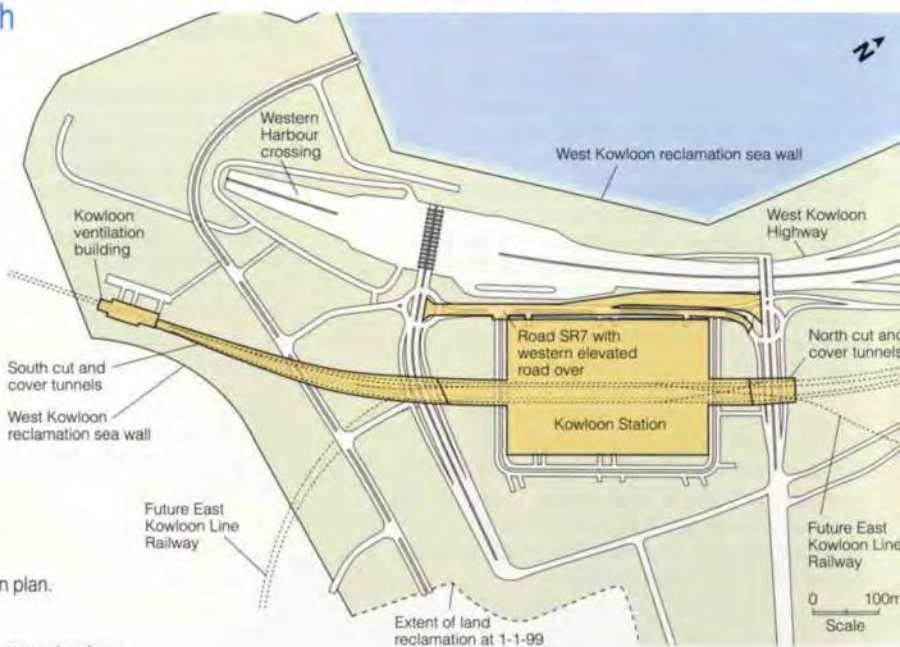 h
N
Western
Harbour
crossing
West Kowloon reclamation sea wall
Kowloon
ventilation
building
West Kowloon
Highway
Road SR7 with
western elevated
road over
North cut and
cover tunnels
South cut and
cover tunnels
West Kowloon
reclamation sea wall
Kowloon Station
Future East
Kowloon Line
Railway
Future East
Kowloon Line
Railway
n plan.
0 100m
Scale
Extent of land
reclamation at 1-1-99